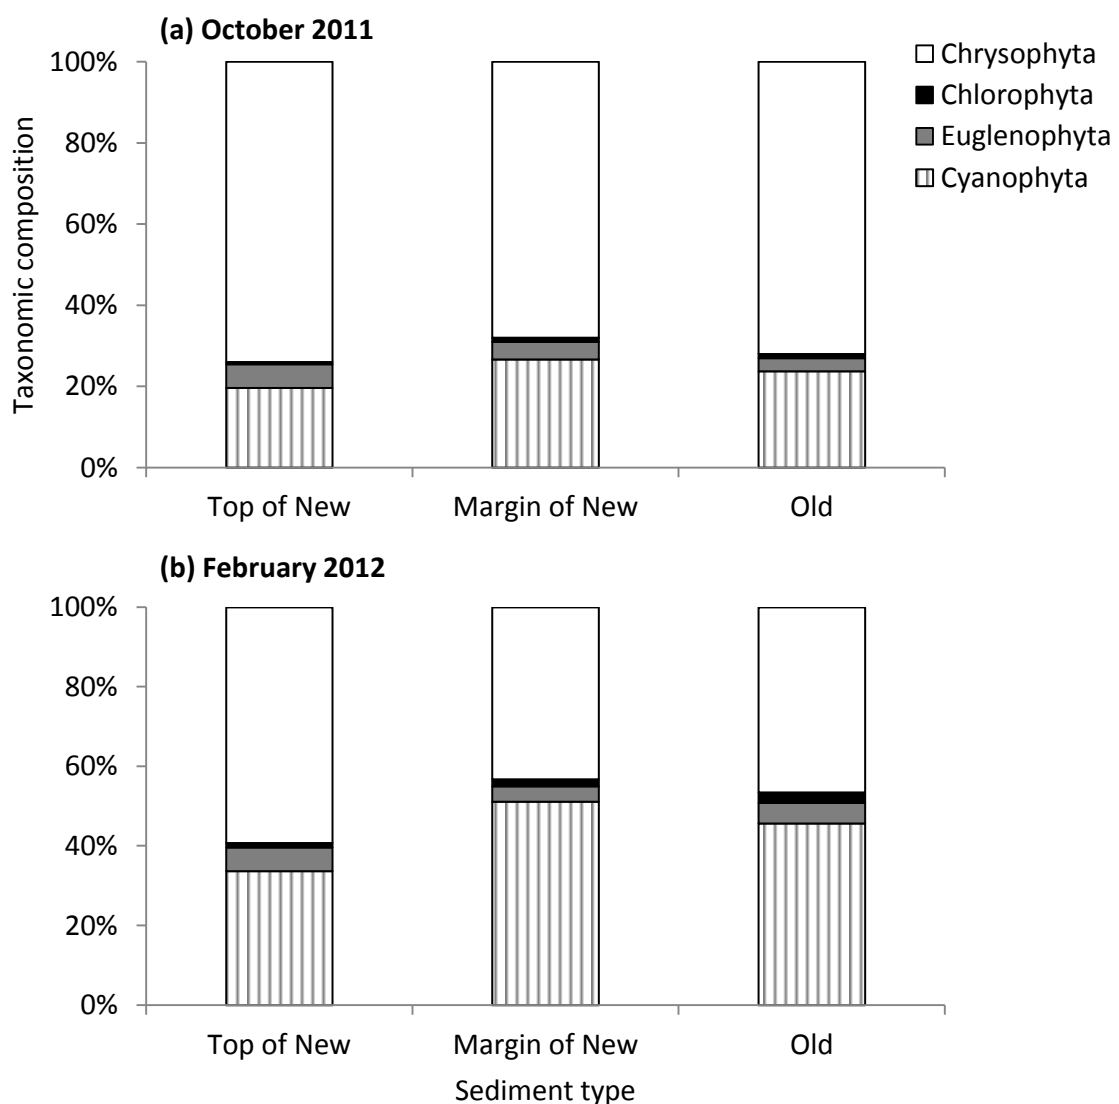 (a) October 2011
Chrysophyta
Chlorophyta
Euglenophyta
Cyanophyta
Taxonomic composition
100%
80%
60%
40%
20%
0%
Top of New Margin of New Old
(b) February 2012
100%
80%
60%
40%
20%
0%
Top of New Margin of New Old
Sediment type